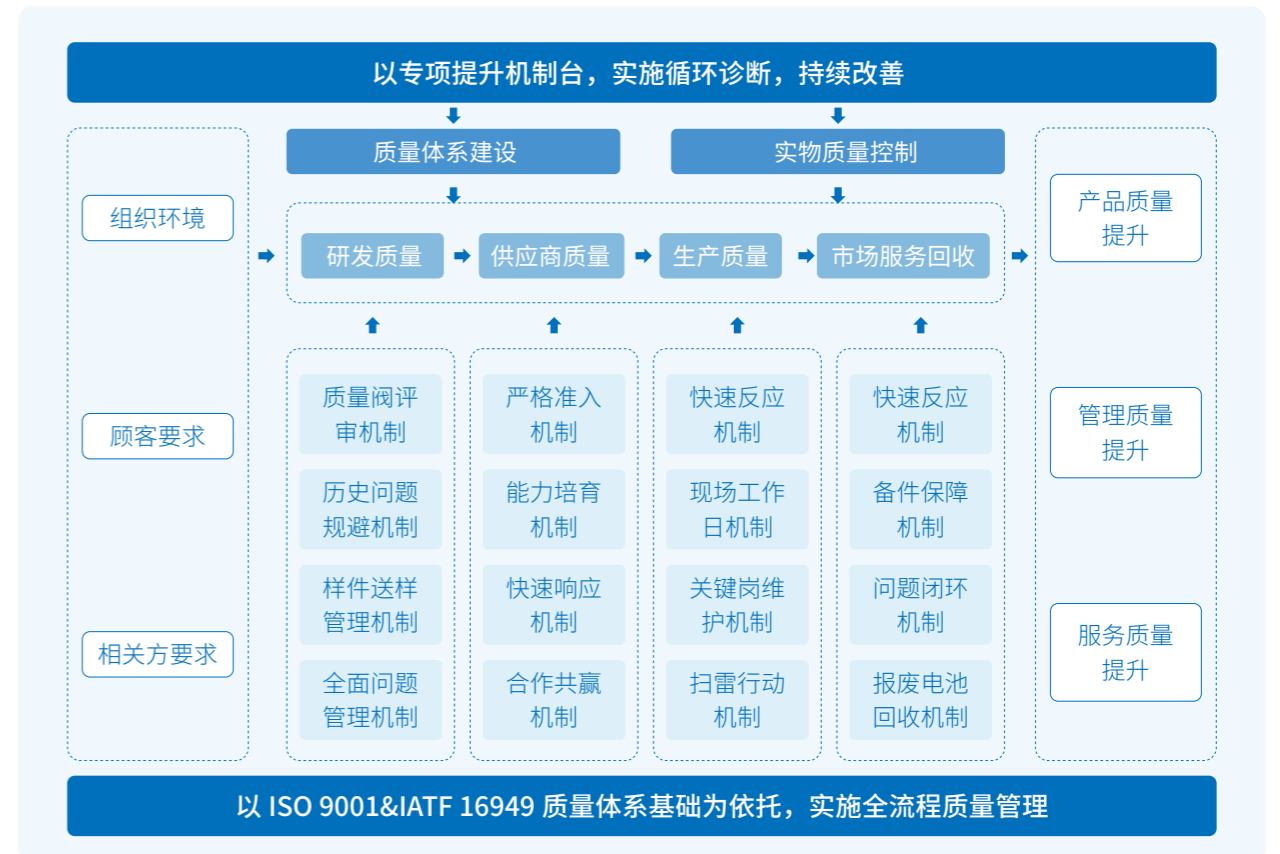 以专项提升机制台，实施循环诊断，持续改善
质量体系建设
实物质量控制
组织环境
顾客要求
相关方要求
研发质量
供应商质量
生产质量
市场服务回收
质量阀评
审机制
历史问题
规避机制
样件送样
管理机制
全面问题
管理机制
严格准入
机制
能力培育
机制
快速响应
机制
合作共赢
机制
快速反应
机制
现场工作
日机制
关键岗维
护机制
扫雷行动
机制
快速反应
机制
备件保障
机制
问题闭环
机制
报废电池
回收机制
产品质量
提升
管理质量
提升
服务质量
提升
以 ISO 9001&IATF 16949 质量体系基础为依托，实施全流程质量管理